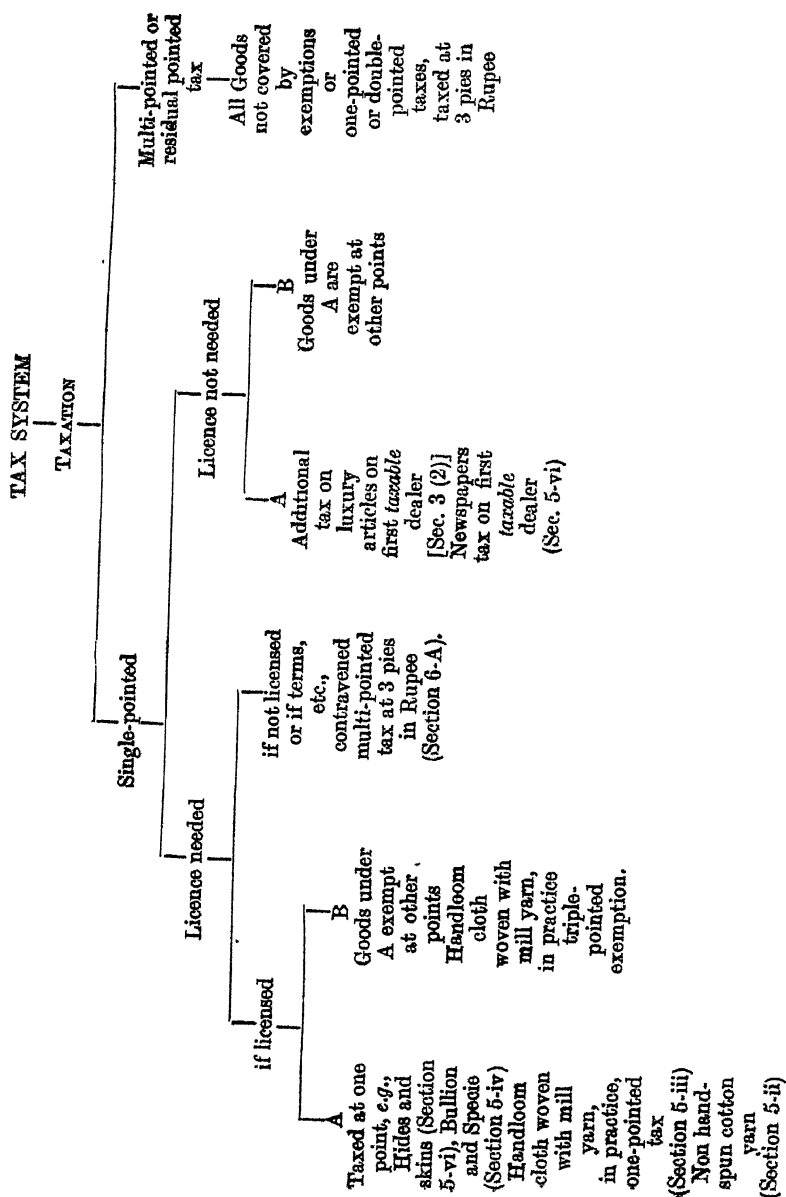 TAX SYSTEM
TAXATION
Single-pointed
Multi-pointed or
residual pointed
tax
All Goods
not covered
by
exemptions
or
one-pointed
or double-
pointed
taxes,
taxed at
3 pies in
Rupee
Licence needed
Licence not needed
if licensed
if not licensed
or if terms,
etc.,
contravened
multi-pointed
tax at 3 pies
in Rupee
(Section 6-A).
A
Additional
tax on
luxury
articles on
first taxable
dealer
[Sec. 3 (2)]
Newspapers
tax on first
taxable
dealer
(Sec. 5-vi)
B
Goods under
A are
exempt at
other points
A
Taxed at one
point, e.g.,
Hides and
skins (Section
5-vi), Bullion
and Specie
(Section 5-iv)
Handloom
cloth woven
with mill
yarn,
in practice,
one-pointed
tax
(Section 5-iii)
Non hand-
spun cotton
yarn
(Section 5-ii)
B
Goods under
A exempt
at other
points
Handloom
cloth
woven with
mill yarn,
in practice
triple-
pointed
exemption.